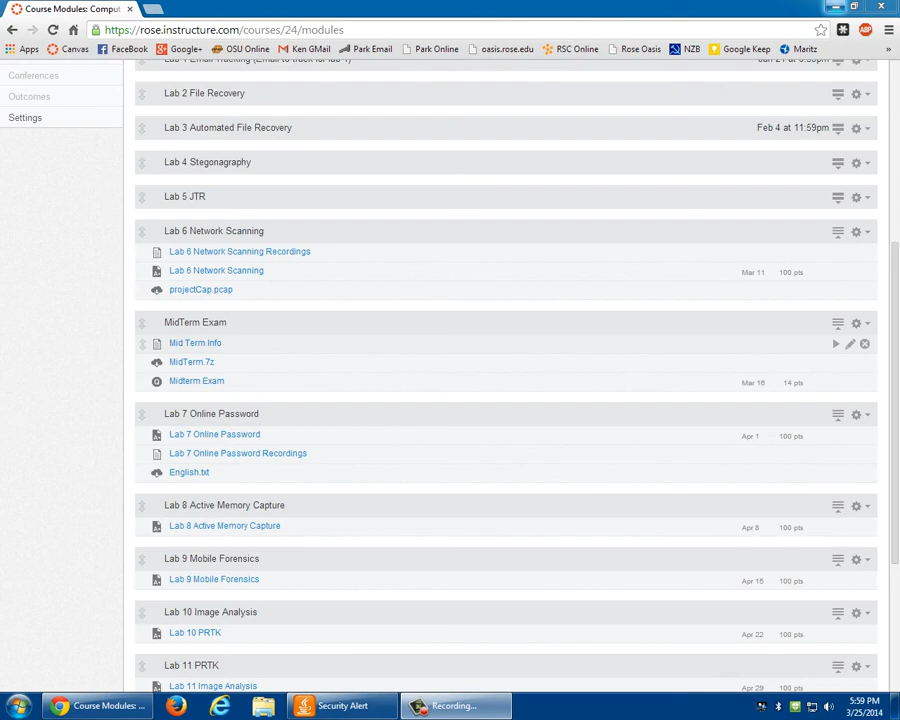 Course Modules: Comput
https://rose.instructure.com/courses/24/modules
Apps Canvas FaceBook Google+ OSU Online Ken GMail Park Email Park Online oasis.rose.edu RSC Online Rose Oasis NZB Google Keep Maritz »
Conferences
Outcomes
Settings
Lab 1 Email Tracking (Email to track for lab 1)
Lab 2 File Recovery
Lab 3 Automated File Recovery Feb 4 at 11:59pm
Lab 4 Stegonagraphy
Lab 5 JTR
Lab 6 Network Scanning
Lab 6 Network Scanning Recordings
Lab 6 Network Scanning Mar 11 100 pts
projectCap.pcap
MidTerm Exam
Mid Term Info
MidTerm.7z
Midterm Exam Mar 16 14 pts
Lab 7 Online Password
Lab 7 Online Password Apr 1 100 pts
Lab 7 Online Password Recordings
English.txt
Lab 8 Active Memory Capture
Lab 8 Active Memory Capture Apr 8 100 pts
Lab 9 Mobile Forensics
Lab 9 Mobile Forensics Apr 15 100 pts
Lab 10 Image Analysis
Lab 10 PRTK Apr 22 100 pts
Lab 11 PRTK
Lab 11 Image Analysis Apr 29 100 pts
Course Modules: ... Security Alert Recording...
5:59 PM
3/25/2014